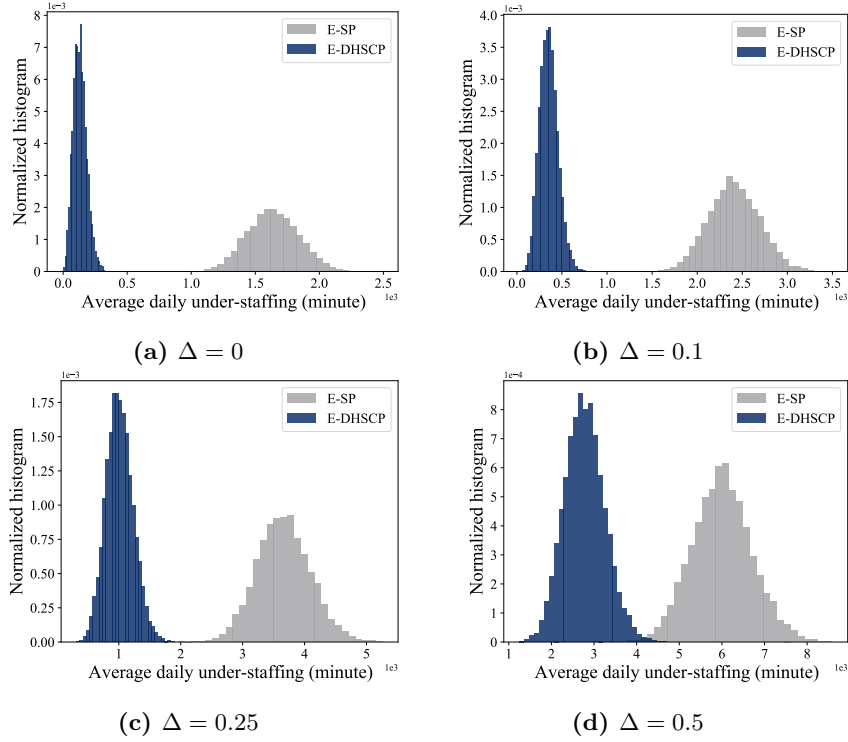 1e−3
8
7
6
5
4
3
2
1
0
Normalized histogram
E-SP
E-DHSCP
0.0 0.5 1.0 1.5 2.0 2.5
Average daily under-staffing (minute)
1e3
(a) Δ = 0
1e−3
4.0
3.5
3.0
2.5
2.0
1.5
1.0
0.5
0.0
Normalized histogram
E-SP
E-DHSCP
0.0 0.5 1.0 1.5 2.0 2.5 3.0 3.5
Average daily under-staffing (minute)
1e3
(b) Δ = 0.1
1e−3
1.75
1.50
1.25
1.00
0.75
0.50
0.25
0.00
Normalized histogram
E-SP
E-DHSCP
1 2 3 4 5
Average daily under-staffing (minute)
1e3
(c) Δ = 0.25
1e−4
8
7
6
5
4
3
2
1
0
Normalized histogram
E-SP
E-DHSCP
1 2 3 4 5 6 7 8
Average daily under-staffing (minute)
1e3
(d) Δ = 0.5